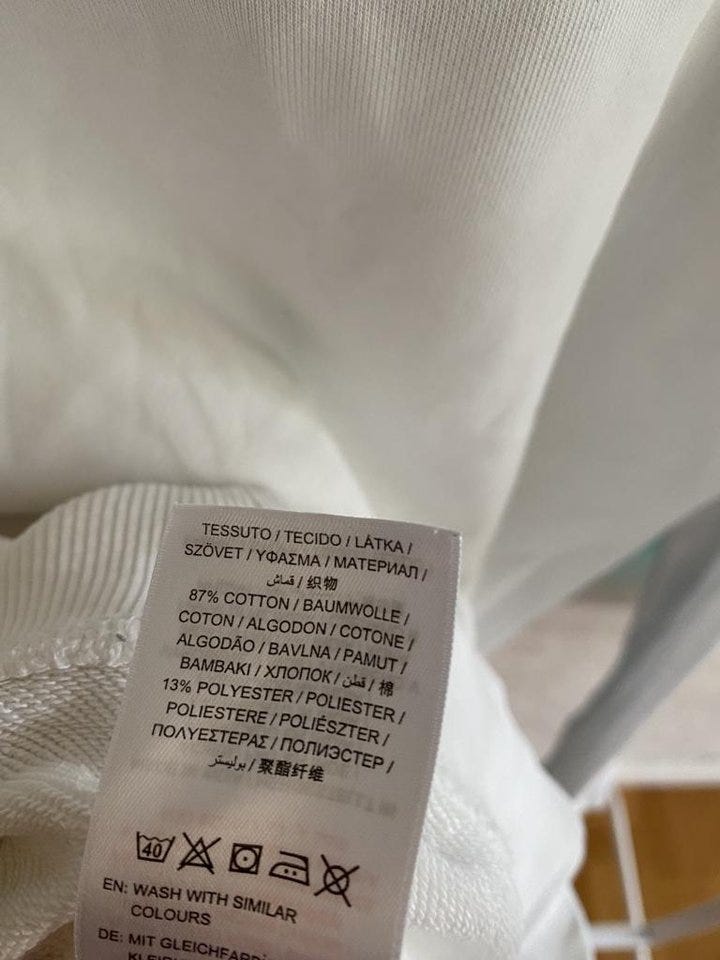 TESSUTO / TECIDO / LÁTKA /
SZÖVET / ΥΦΑΣΜΑ / МАТЕРИАЛ /
قماش / 织物
87% COTTON / BAUMWOLLE /
COTON / ALGODON / COTONE /
ALGODÃO / BAVLNA / PAMUT /
BAMBAKI / ХЛОПОК / قطن / 棉
13% POLYESTER / POLIESTER /
POLIESTERE / POLIÉSZTER /
ΠΟΛΥΕΣΤΕΡΑΣ / ПОЛИЭСТЕР /
بوليستر / 聚酯纤维
40
EN: WASH WITH SIMILAR
COLOURS
DE: MIT